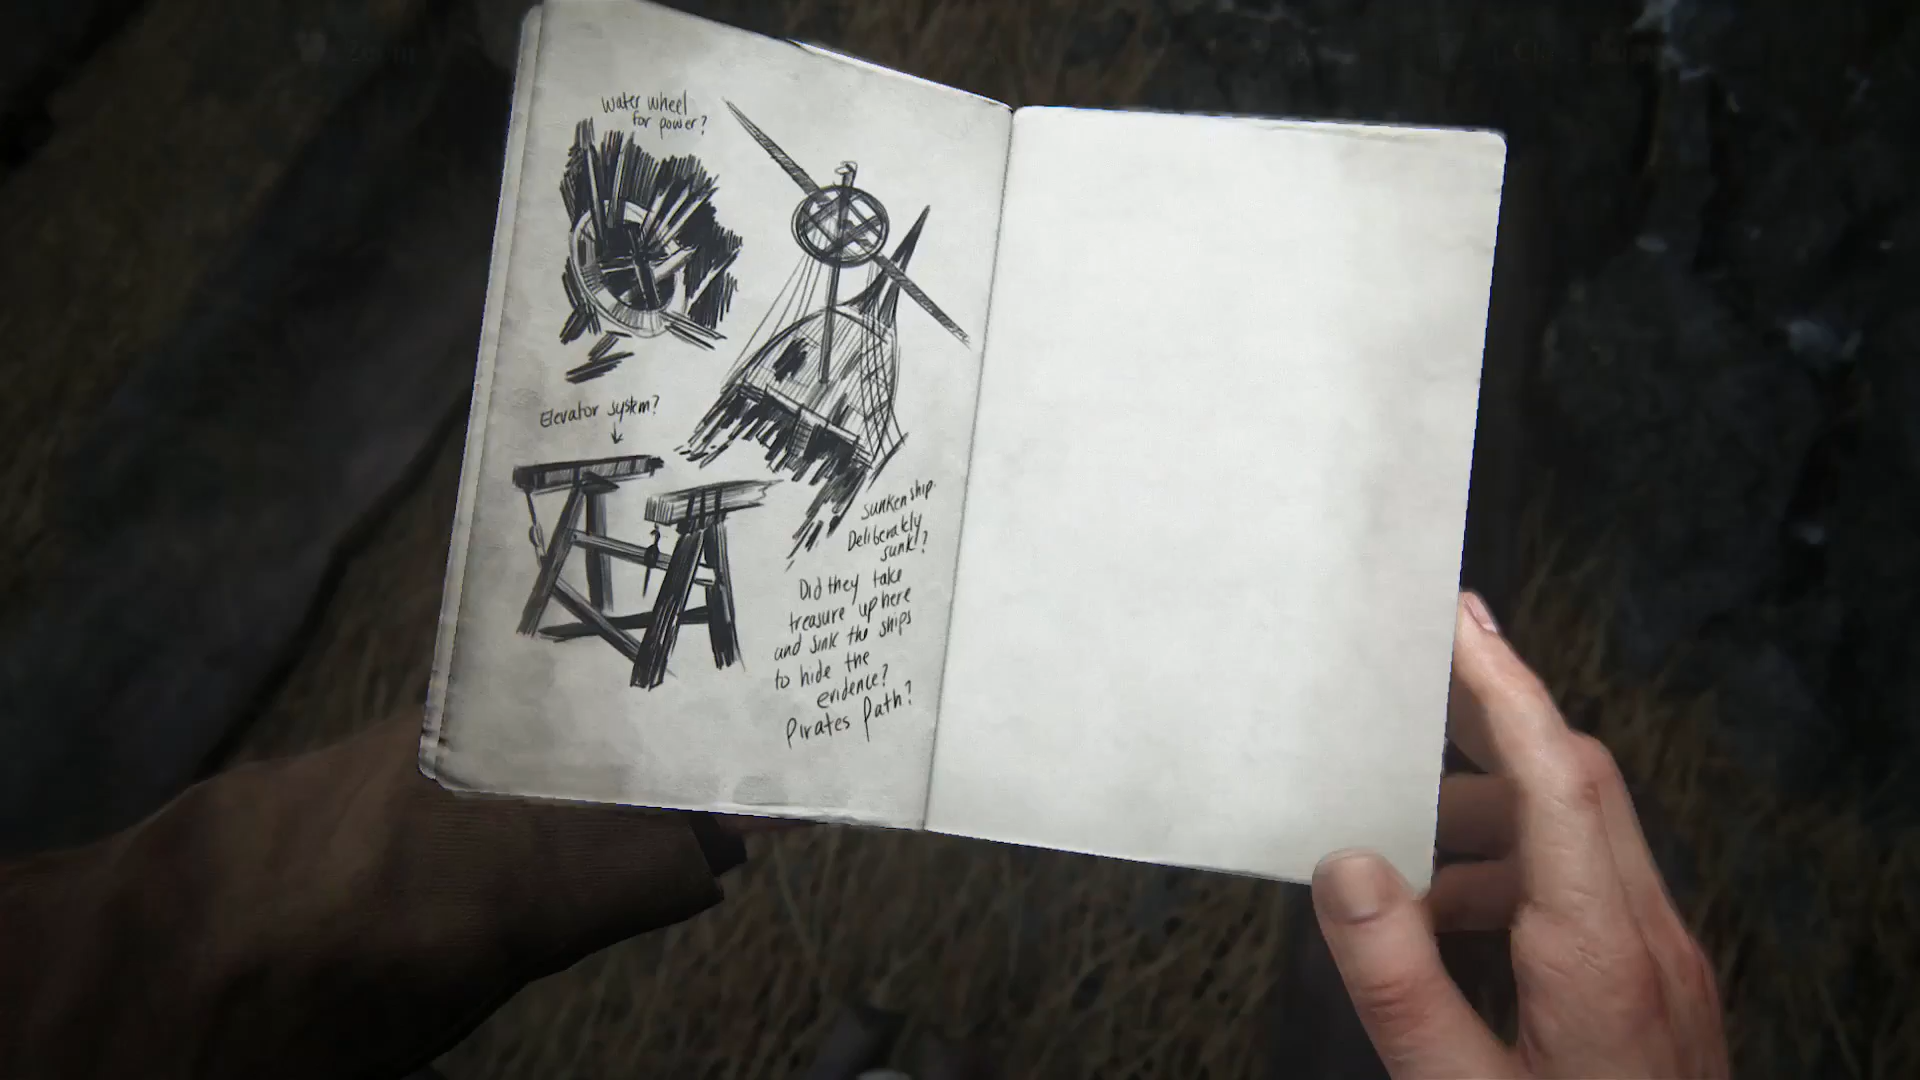 Water wheel
for power?
Elevator system?
sunken ship.
Deliberatly
sunk?
Did they take
treasure up here
and sink the ships
to hide the
evidence?
Pirates Path?